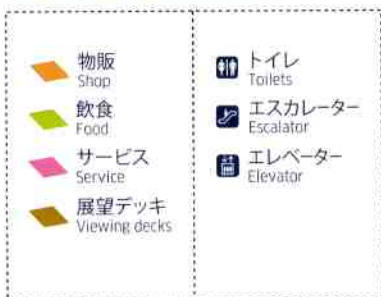 物販
Shop
飲食
Food
サービス
Service
展望デッキ
Viewing decks
トイレ
Toilets
エスカレーター
Escalator
エレベーター
Elevator